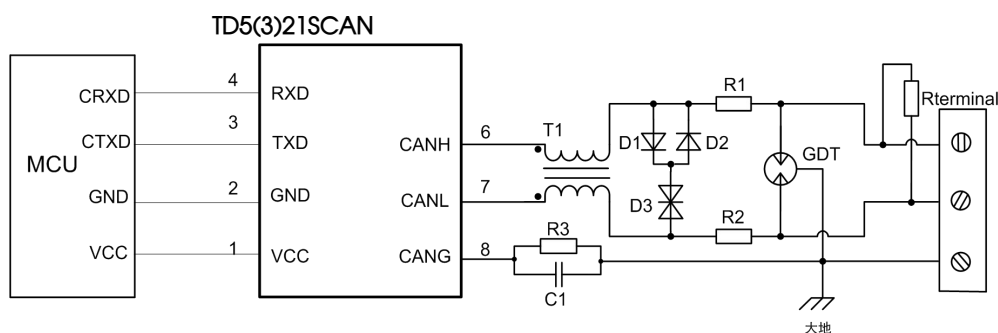 TD5(3)21SCAN
MCU
CRXD
CTXD
GND
VCC
4
3
2
1
RXD
TXD
GND
VCC
CANH
CANL
CANG
6
7
8
T1
D1
D2
D3
R1
R2
GDT
R3
C1
Rterminal
大地